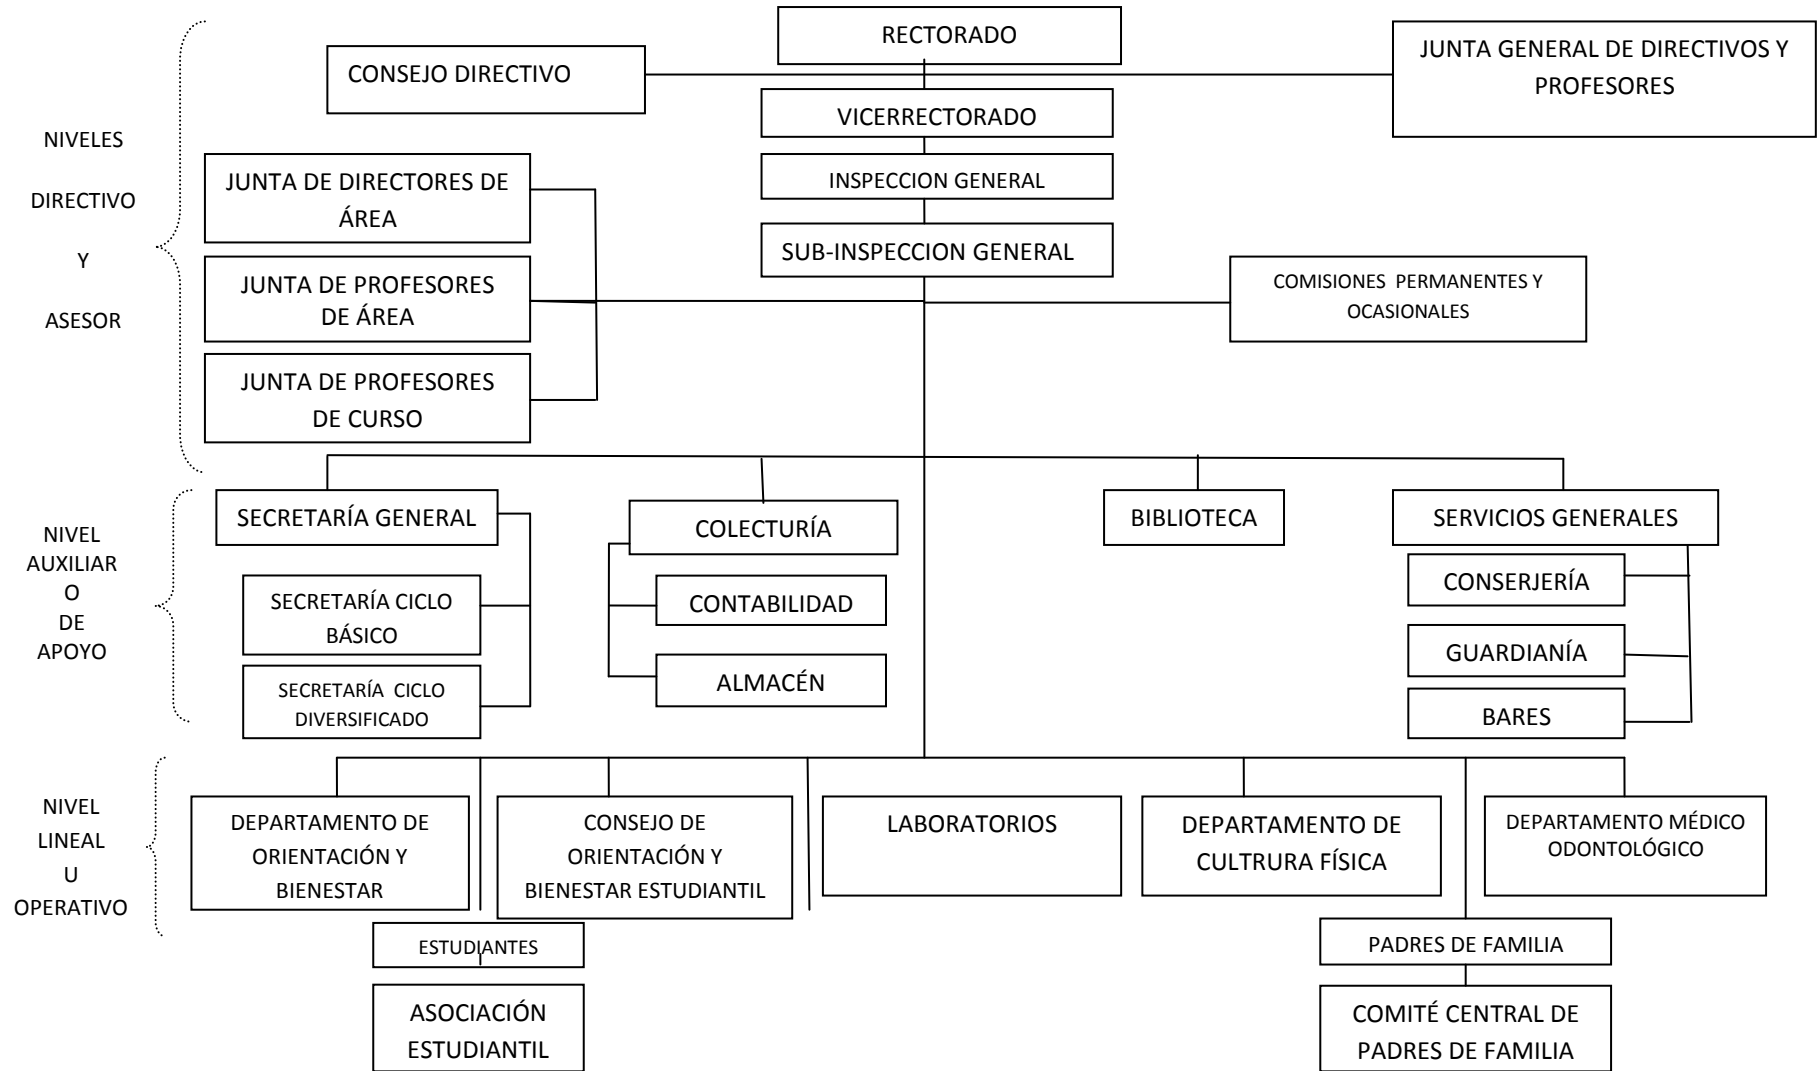 RECTORADO
CONSEJO DIRECTIVO
JUNTA GENERAL DE DIRECTIVOS Y
PROFESORES
VICERRECTORADO
NIVELES
DIRECTIVO
Y
ASESOR
JUNTA DE DIRECTORES DE
ÁREA
INSPECCION GENERAL
SUB-INSPECCION GENERAL
JUNTA DE PROFESORES
DE ÁREA
COMISIONES PERMANENTES Y
OCASIONALES
JUNTA DE PROFESORES
DE CURSO
NIVEL
AUXILIAR
O
DE
APOYO
SECRETARÍA GENERAL
COLECTURÍA
BIBLIOTECA
SERVICIOS GENERALES
SECRETARÍA CICLO
BÁSICO
CONTABILIDAD
CONSERJERÍA
GUARDIANÍA
SECRETARÍA CICLO
DIVERSIFICADO
ALMACÉN
BARES
NIVEL
LINEAL
U
OPERATIVO
DEPARTAMENTO DE
ORIENTACIÓN Y
BIENESTAR
CONSEJO DE
ORIENTACIÓN Y
BIENESTAR ESTUDIANTIL
LABORATORIOS
DEPARTAMENTO DE
CULTRURA FÍSICA
DEPARTAMENTO MÉDICO
ODONTOLÓGICO
ESTUDIANTES
PADRES DE FAMILIA
ASOCIACIÓN
ESTUDIANTIL
COMITÉ CENTRAL DE
PADRES DE FAMILIA